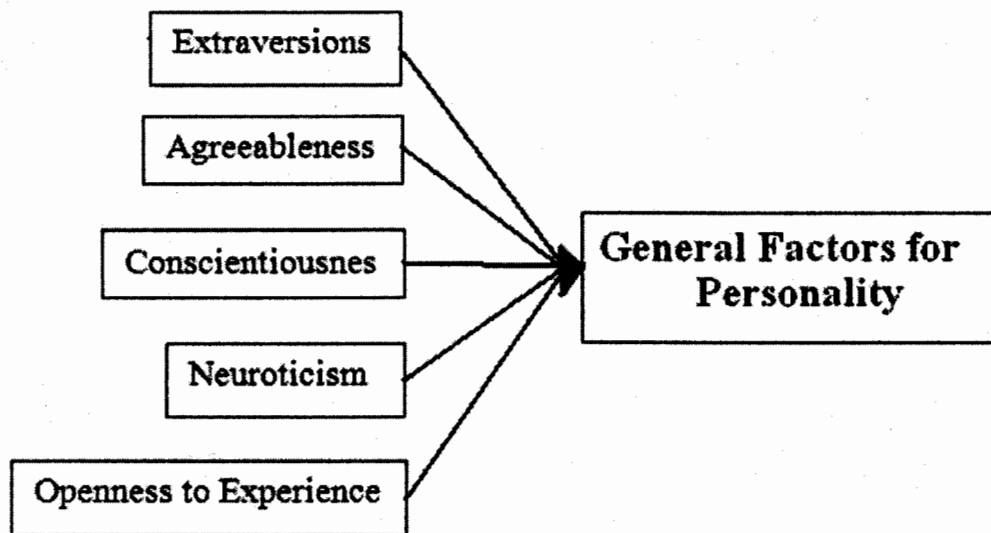 Extraversions
Agreeableness
Conscientiousnes
Neuroticism
Openness to Experience
General Factors for
Personality